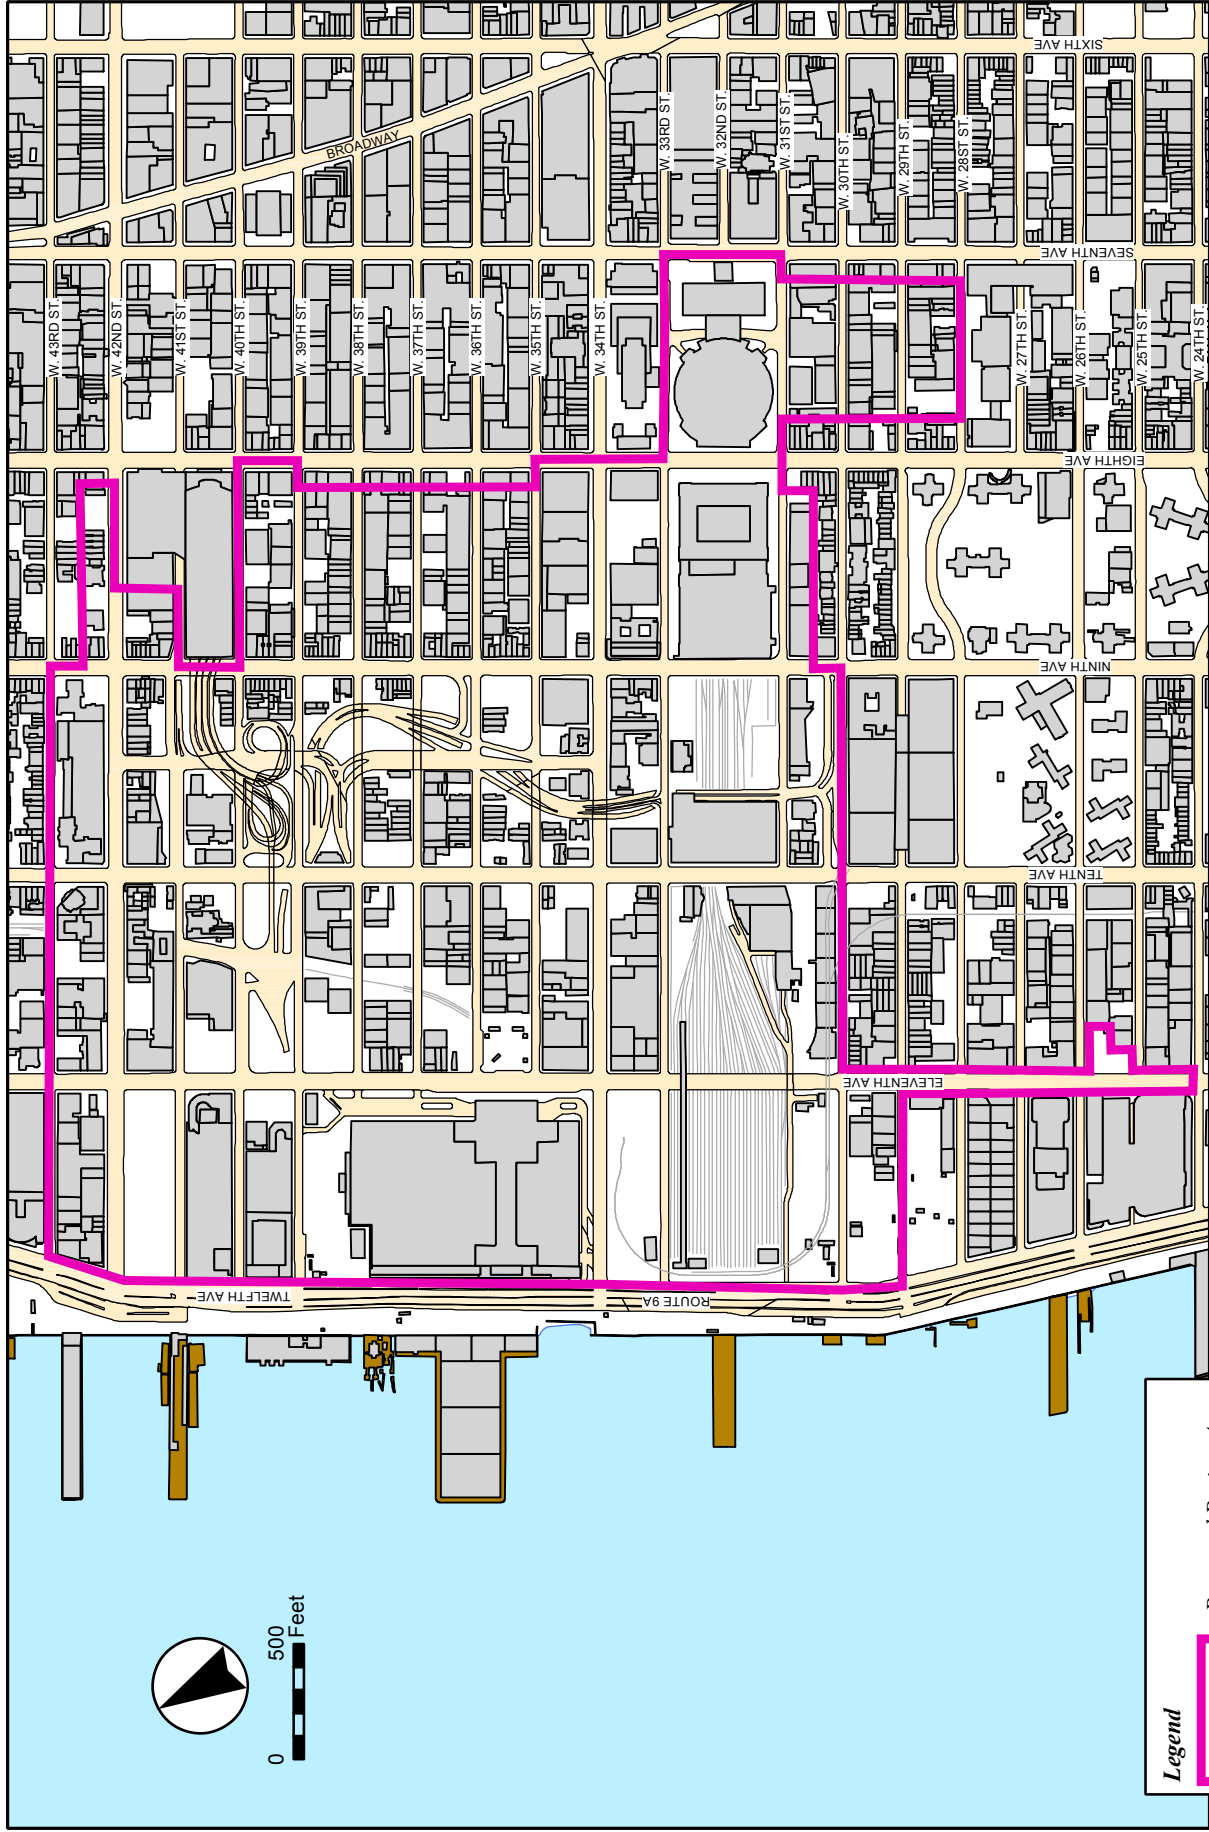 SIXTH AVE
BROADWAY
W. 33RD ST.
W. 32ND ST.
W. 31ST ST.
W. 30TH ST.
W. 29TH ST.
W. 28ST ST.
SEVENTH AVE
W. 43RD ST.
W. 42ND ST.
W. 41ST ST.
W. 40TH ST.
W. 39TH ST.
W. 38TH ST.
W. 37TH ST.
W. 36TH ST.
W. 35TH ST.
W. 34TH ST.
W. 27TH ST.
W. 26TH ST.
W. 25TH ST.
W. 24TH ST.
EIGHTH AVE
NINTH AVE
TENTH AVE
ELEVENTH AVE
TWELFTH AVE
ROUTE 9A
0
500
Feet
Legend